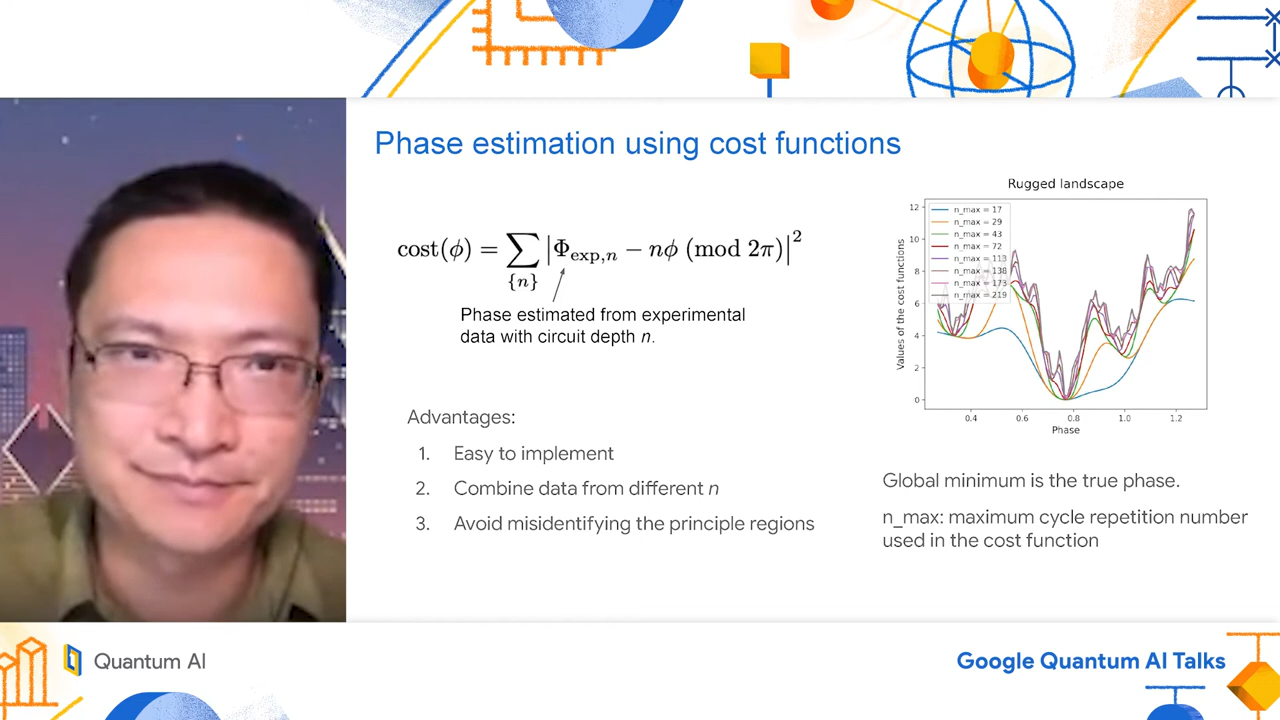 Phase estimation using cost functions
cost(ϕ) = ∑ |Φexp,n − nϕ (mod 2π)|²
{n}
Phase estimated from experimental
data with circuit depth n.
Advantages:
1. Easy to implement
2. Combine data from different n
3. Avoid misidentifying the principle regions
Rugged landscape
n_max = 17
n_max = 29
n_max = 43
n_max = 72
n_max = 113
n_max = 138
n_max = 173
n_max = 219
Values of the cost functions
12
10
8
6
4
2
0
0.4 0.6 0.8 1.0 1.2
Phase
Global minimum is the true phase.
n_max: maximum cycle repetition number
used in the cost function
Quantum AI
Google Quantum AI Talks